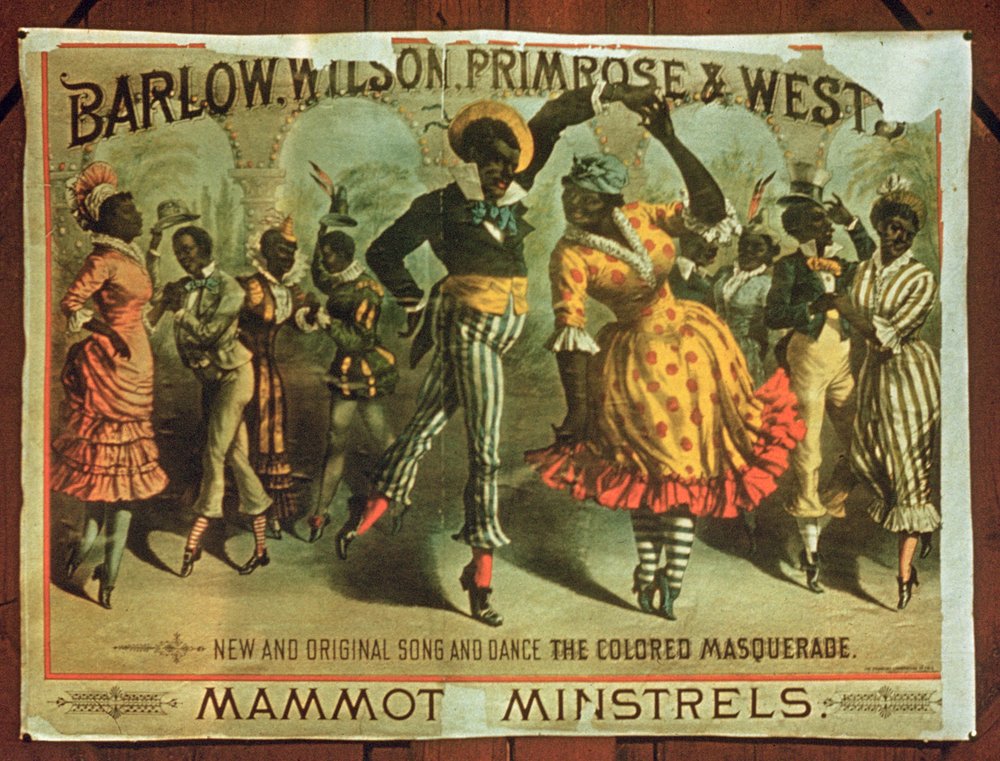 BARLOW, WILSON, PRIMROSE & WEST'S
NEW AND ORIGINAL SONG AND DANCE THE COLORED MASQUERADE.
MAMMOT MINSTRELS.